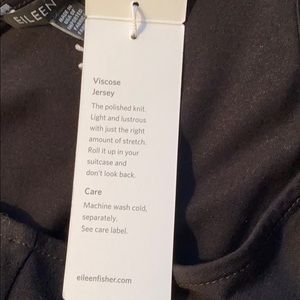 EILEEN
Viscose
Jersey
The polished knit.
Light and lustrous
with just the right
amount of stretch.
Roll it up in your
suitcase and
don't look back.
Care
Machine wash cold,
separately.
See care label.
eileenfisher.com